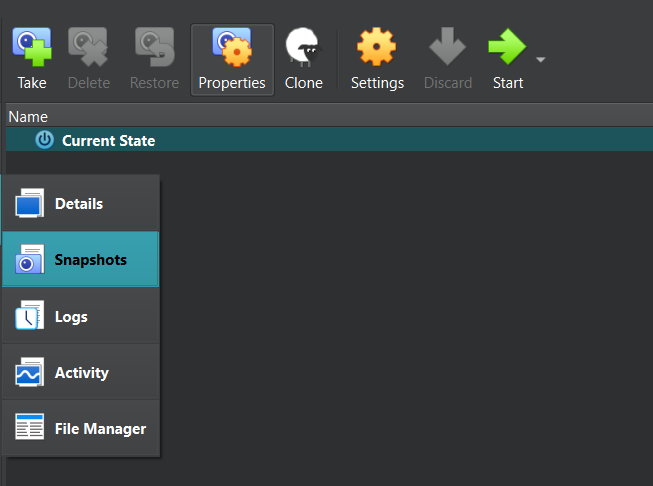 Take Delete Restore Properties Clone Settings Discard Start
Name
Current State
Details
Snapshots
Logs
Activity
File Manager